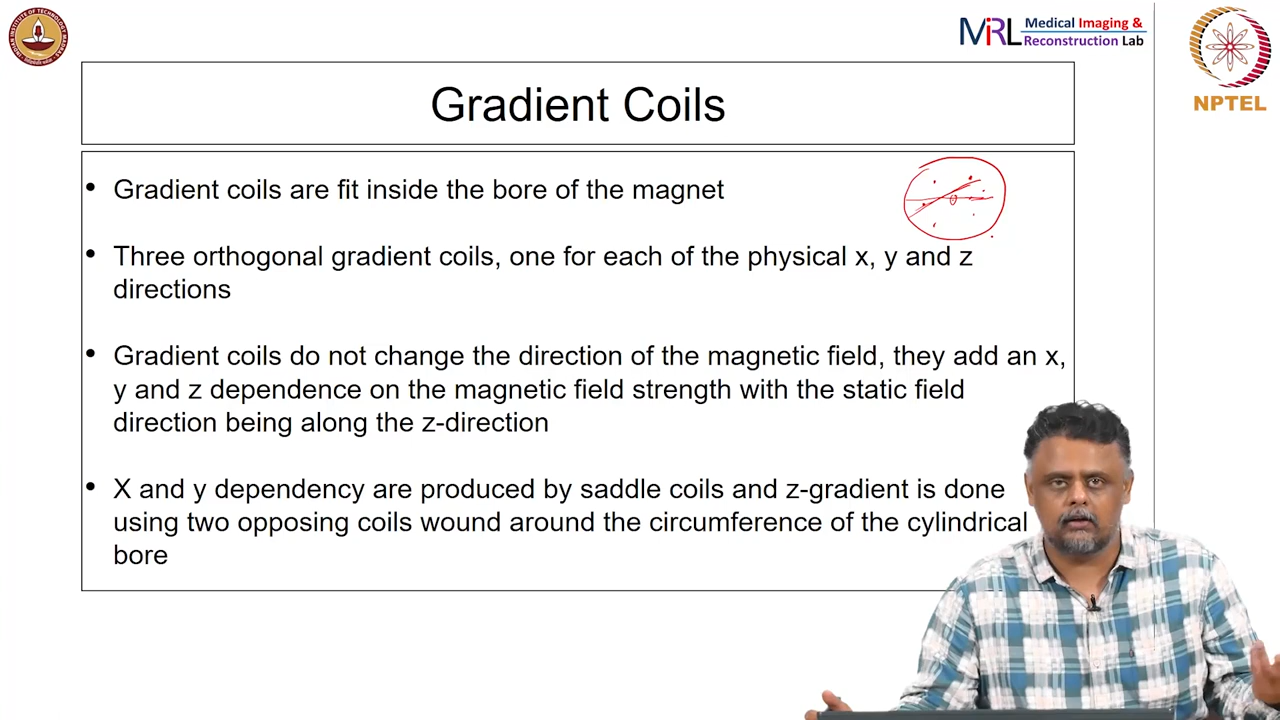 MiRL Medical Imaging &
Reconstruction Lab
NPTEL
Gradient Coils
• Gradient coils are fit inside the bore of the magnet
• Three orthogonal gradient coils, one for each of the physical x, y and z
directions
• Gradient coils do not change the direction of the magnetic field, they add an x,
y and z dependence on the magnetic field strength with the static field
direction being along the z-direction
• X and y dependency are produced by saddle coils and z-gradient is done
using two opposing coils wound around the circumference of the cylindrical
bore